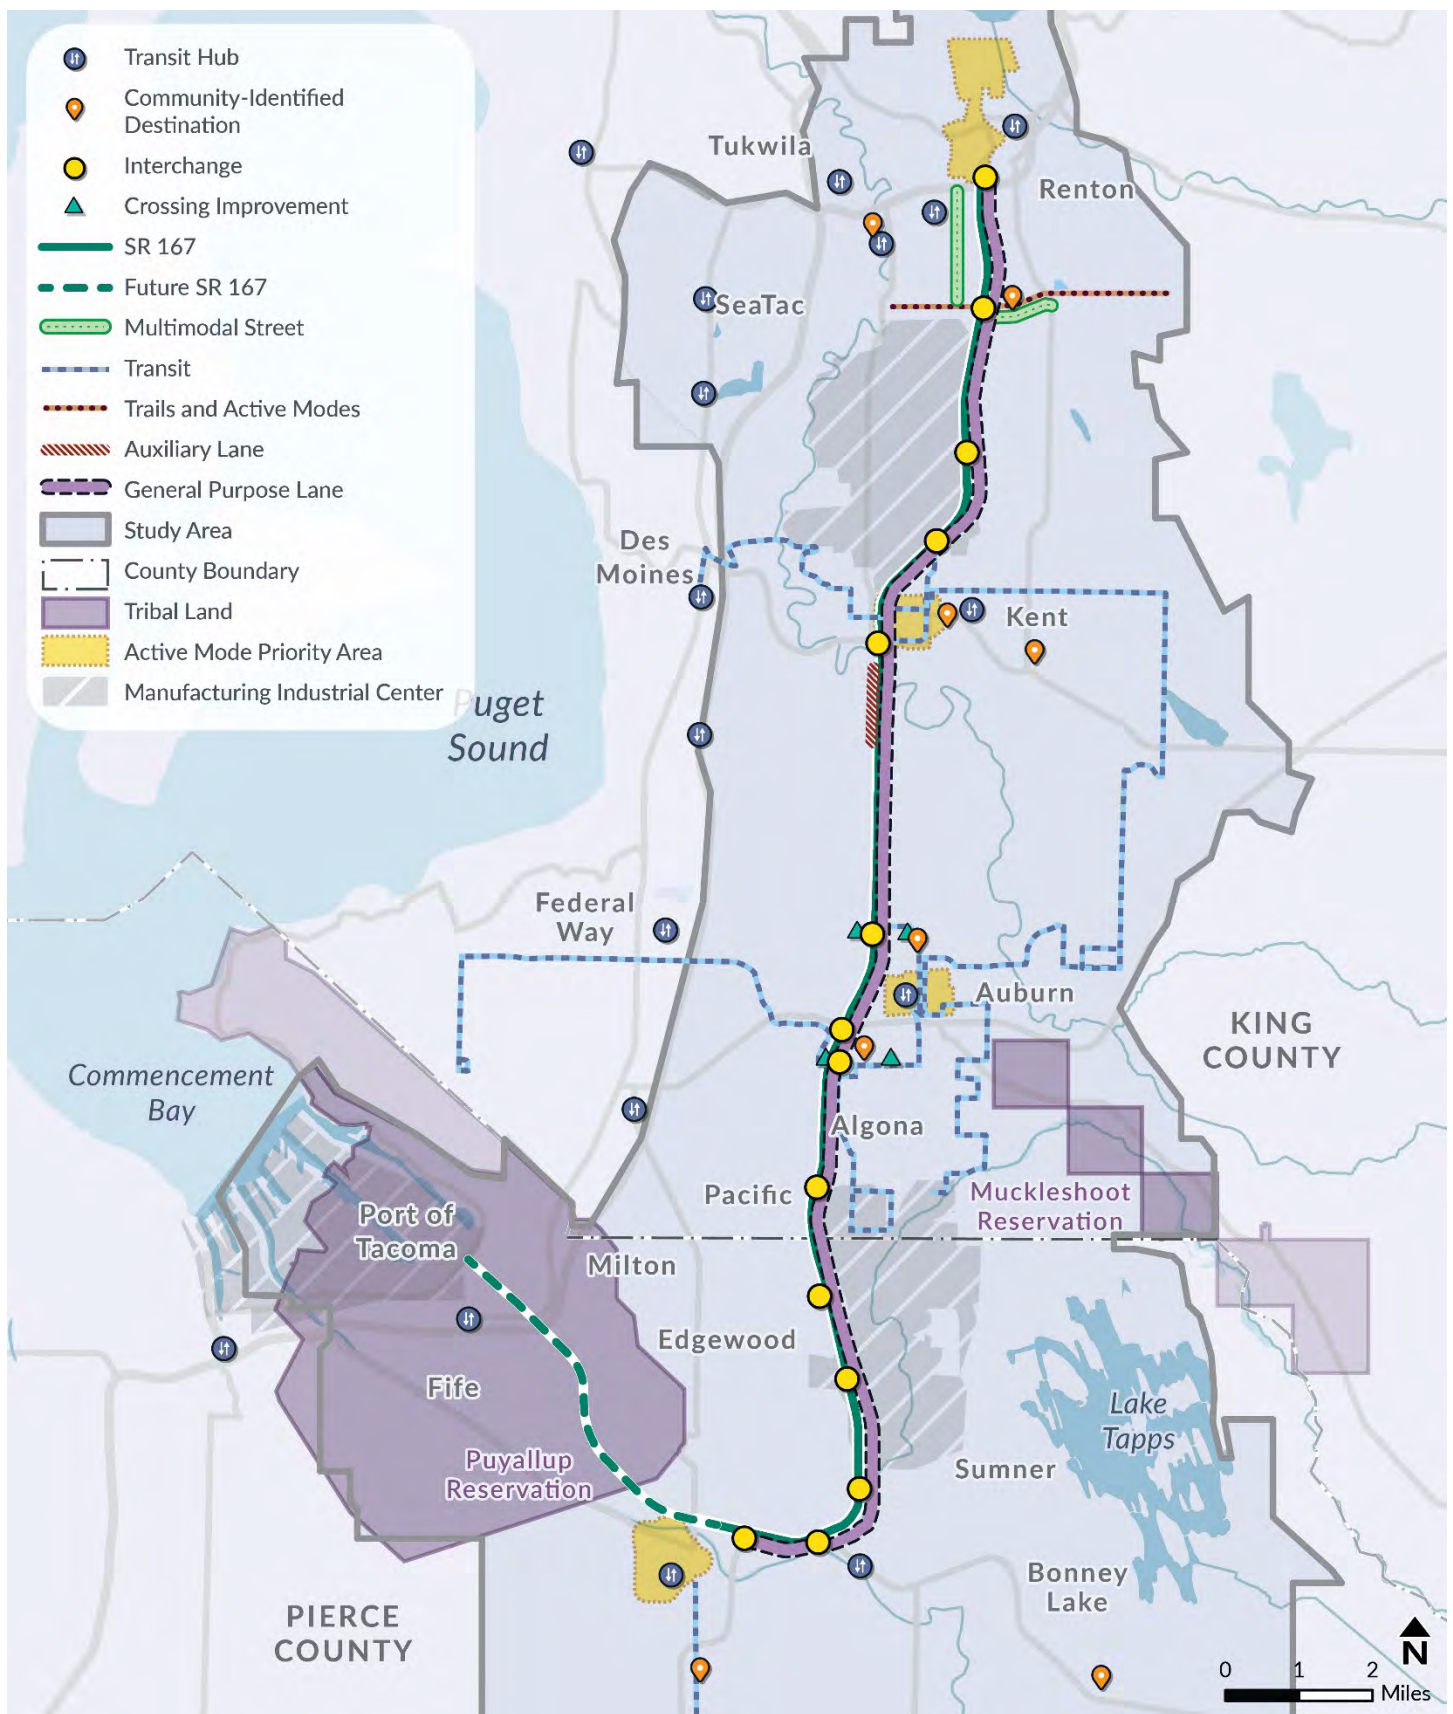 Transit Hub
Community-Identified
Destination
Interchange
Crossing Improvement
SR 167
Future SR 167
Multimodal Street
Transit
Trails and Active Modes
Auxiliary Lane
General Purpose Lane
Study Area
County Boundary
Tribal Land
Active Mode Priority Area
Manufacturing Industrial Center
Tukwila
Renton
SeaTac
Des
Moines
Kent
Puget
Sound
Federal
Way
Auburn
KING
COUNTY
Commencement
Bay
Algona
Pacific
Muckleshoot
Reservation
Port of
Tacoma
Milton
Edgewood
Fife
Lake
Tapps
Puyallup
Reservation
Sumner
Bonney
Lake
PIERCE
COUNTY
N
0 1 2
Miles